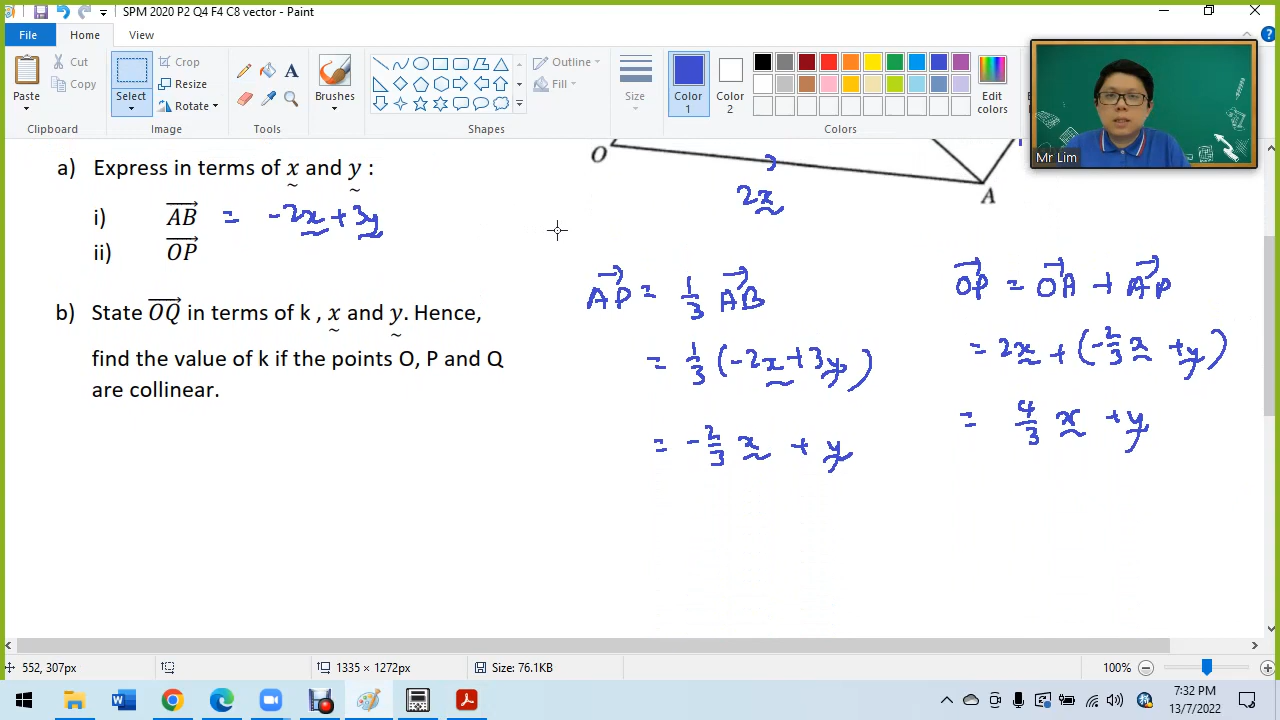 SPM 2020 P2 Q4 F4 C8 vector - Paint
File Home View
Paste Cut Copy Clipboard
Select Crop Resize Rotate Image
Tools
Brushes
Shapes Outline Fill
Size
Color 1 Color 2 Colors Edit colors
Mr Lim
O
A
2x
a) Express in terms of x and y :
i) AB = -2x + 3y
ii) OP
b) State OQ in terms of k , x and y. Hence,
find the value of k if the points O, P and Q
are collinear.
AP = 1/3 AB
= 1/3 (-2x + 3y)
= -2/3 x + y
OP = OA + AP
= 2x + (-2/3 x + y)
= 4/3 x + y
552, 307px 1335 × 1272px Size: 76.1KB 100%
7:32 PM
13/7/2022